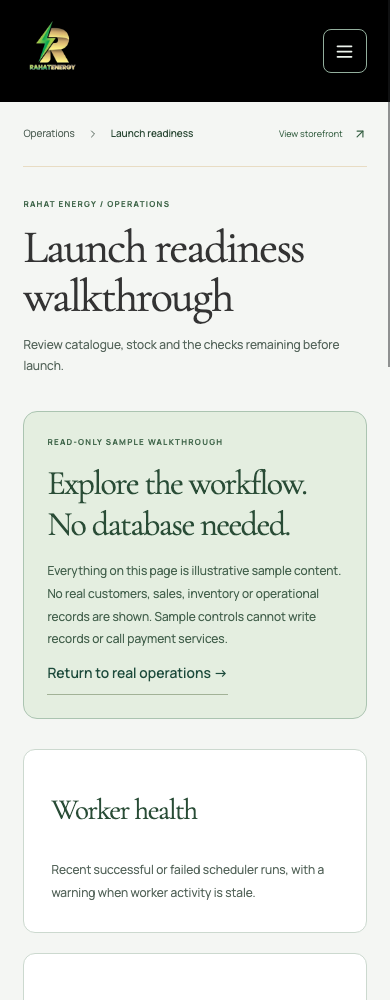 RAHATENERGY
Operations > Launch readiness View storefront
RAHAT ENERGY / OPERATIONS
Launch readiness
walkthrough
Review catalogue, stock and the checks remaining before
launch.
READ-ONLY SAMPLE WALKTHROUGH
Explore the workflow.
No database needed.
Everything on this page is illustrative sample content.
No real customers, sales, inventory or operational
records are shown. Sample controls cannot write
records or call payment services.
Return to real operations →
Worker health
Recent successful or failed scheduler runs, with a
warning when worker activity is stale.